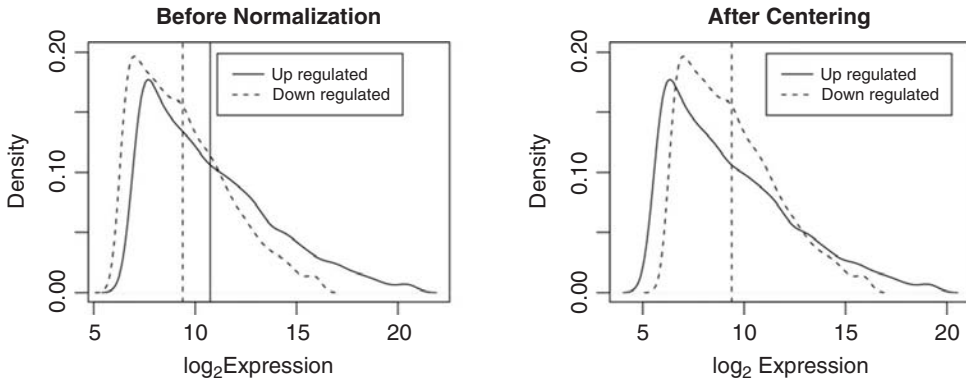 Before Normalization
Up regulated
Down regulated
Density
0.00
0.10
0.20
5
10
15
20
log2Expression
After Centering
Up regulated
Down regulated
Density
0.00
0.10
0.20
5
10
15
20
log2 Expression